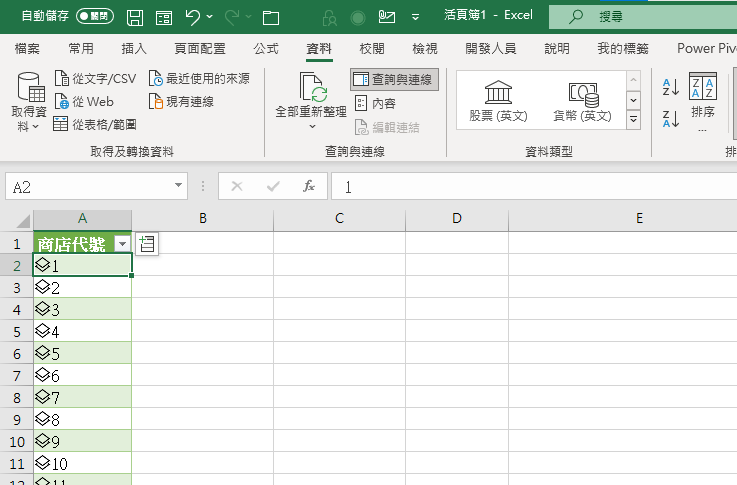 自動儲存 關閉 活頁簿1 - Excel 搜尋
檔案 常用 插入 頁面配置 公式 資料 校閱 檢視 開發人員 說明 我的標籤 Power Piv
取得資料
從文字/CSV
從 Web
從表格/範圍
最近使用的來源
現有連線
取得及轉換資料
全部重新整理
查詢與連線
內容
編輯連結
查詢與連線
股票 (英文) 貨幣 (英文)
資料類型
排序
...
A2 fx 1
A B C D E
1 商店代號
2 1
3 2
4 3
5 4
6 5
7 6
8 7
9 8
10 9
11 10
12 11